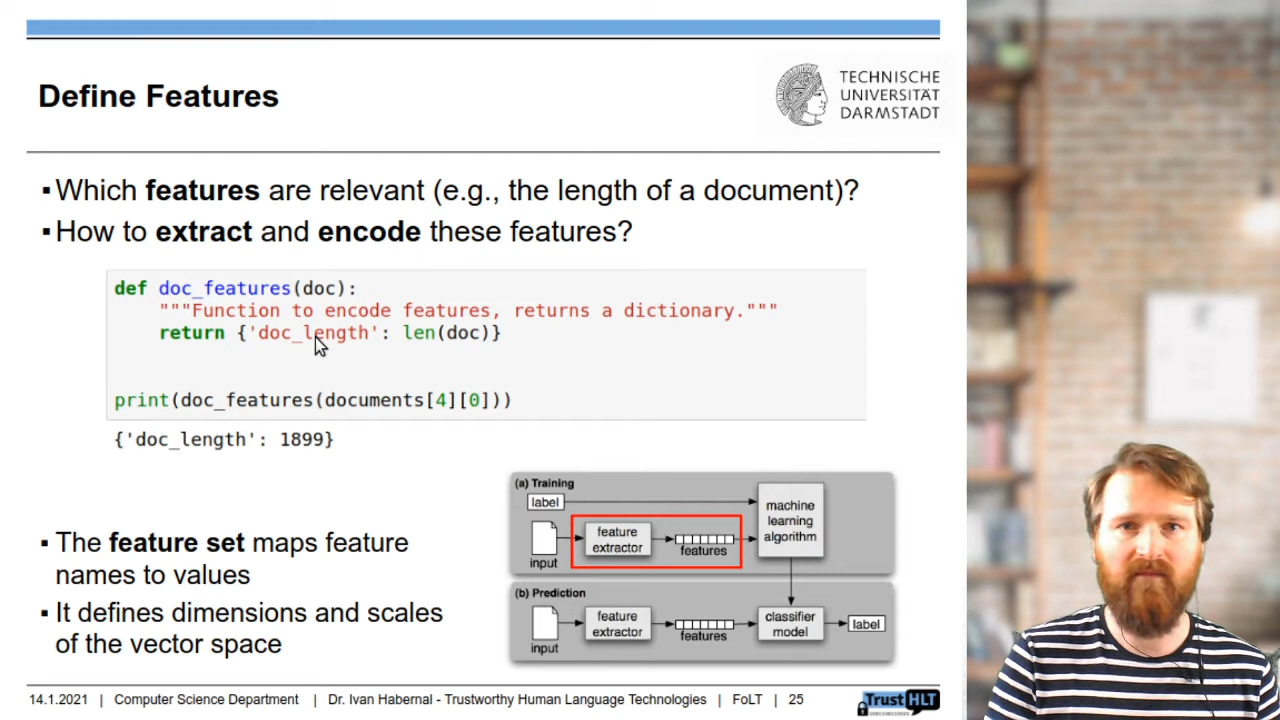 Define Features
TECHNISCHE
UNIVERSITÄT
DARMSTADT
▪Which features are relevant (e.g., the length of a document)?
▪How to extract and encode these features?
def doc_features(doc):
    """Function to encode features, returns a dictionary."""
    return {'doc_length': len(doc)}
print(doc_features(documents[4][0]))
{'doc_length': 1899}
▪ The feature set maps feature
names to values
▪ It defines dimensions and scales
of the vector space
(a) Training
label
input
feature
extractor
features
machine
learning
algorithm
(b) Prediction
input
feature
extractor
features
classifier
model
label
14.1.2021 | Computer Science Department | Dr. Ivan Habernal - Trustworthy Human Language Technologies | FoLT | 25
TrustHLT